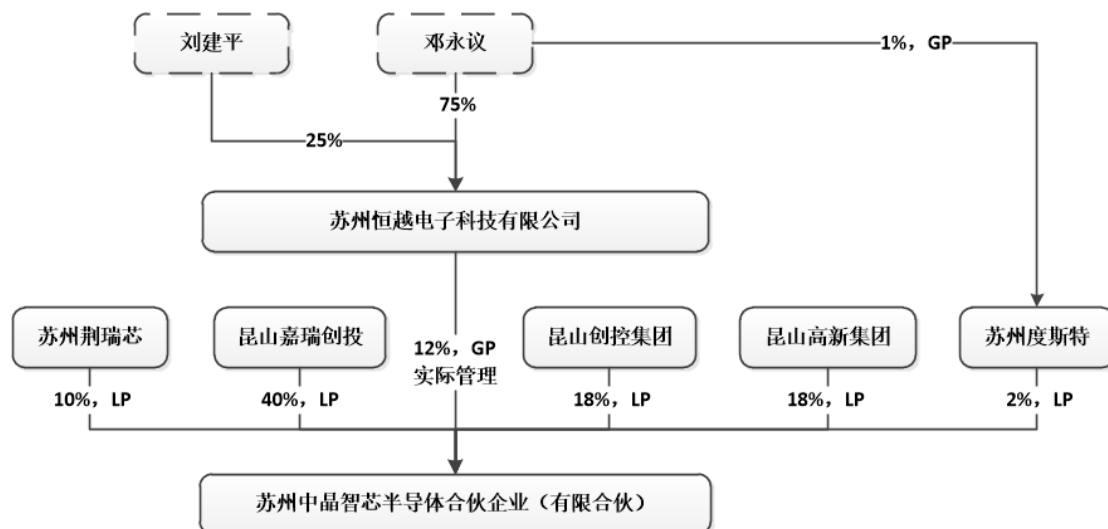 刘建平
邓永议
1%，GP
75%
25%
苏州恒越电子科技有限公司
苏州荆瑞芯
昆山嘉瑞创投
昆山创控集团
昆山高新集团
苏州度斯特
12%，GP
实际管理
10%，LP
40%，LP
18%，LP
18%，LP
2%，LP
苏州中晶智芯半导体合伙企业（有限合伙）